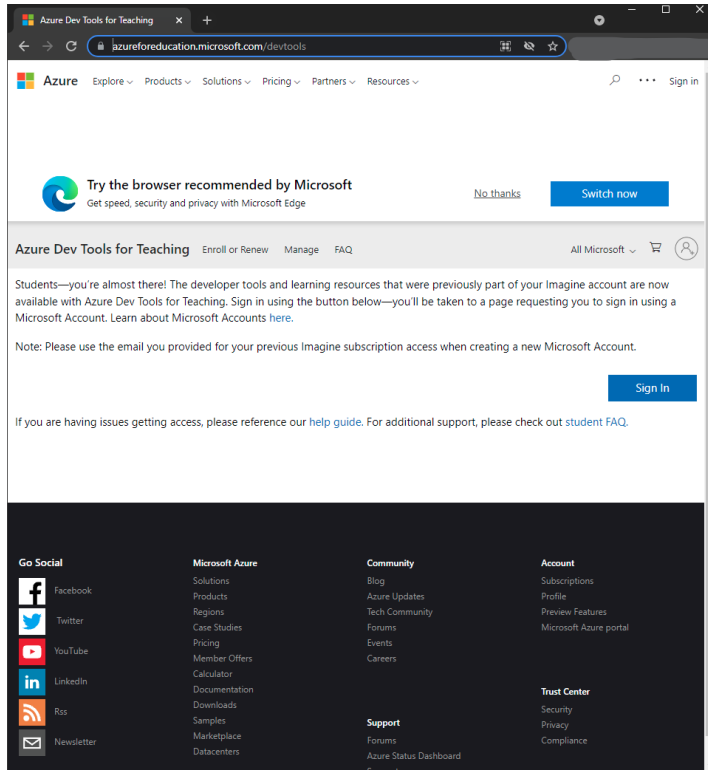 Azure Dev Tools for Teaching
azureforeducation.microsoft.com/devtools
Azure Explore Products Solutions Pricing Partners Resources Sign in
Try the browser recommended by Microsoft
Get speed, security and privacy with Microsoft Edge
No thanks
Switch now
Azure Dev Tools for Teaching Enroll or Renew Manage FAQ All Microsoft
Students—you're almost there! The developer tools and learning resources that were previously part of your Imagine account are now
available with Azure Dev Tools for Teaching. Sign in using the button below—you'll be taken to a page requesting you to sign in using a
Microsoft Account. Learn about Microsoft Accounts here.
Note: Please use the email you provided for your previous Imagine subscription access when creating a new Microsoft Account.
Sign In
If you are having issues getting access, please reference our help guide. For additional support, please check out student FAQ.
Go Social
Facebook
Twitter
YouTube
in
LinkedIn
Rss
Newsletter
Microsoft Azure
Solutions
Products
Regions
Case Studies
Pricing
Member Offers
Calculator
Documentation
Downloads
Samples
Marketplace
Datacenters
Community
Blog
Azure Updates
Tech Community
Forums
Events
Careers
Support
Forums
Azure Status Dashboard
Account
Subscriptions
Profile
Preview Features
Microsoft Azure portal
Trust Center
Security
Privacy
Compliance